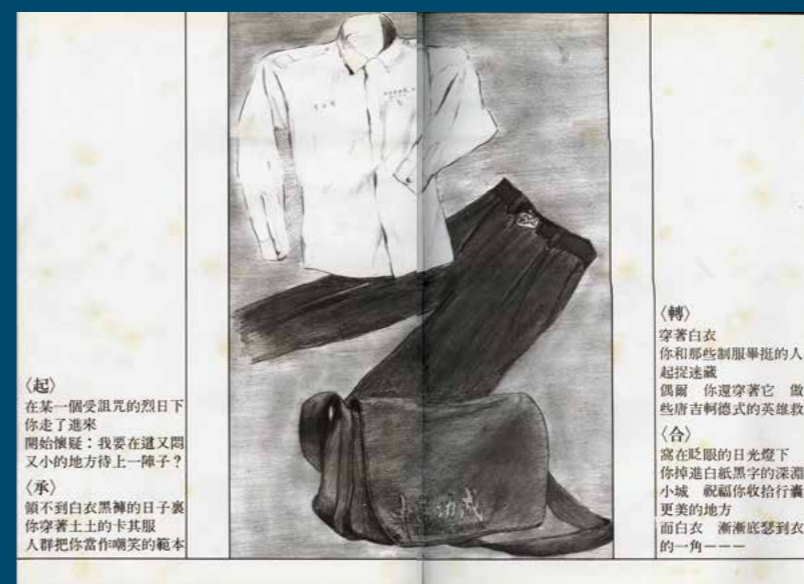 〈起〉
在某一個受詛咒的烈日下
你走了進來
開始懷疑：我要在這又悶
又小的地方待上一陣子？
〈承〉
領不到白衣黑褲的日子裏
你穿著土土的卡其服
人群把你當作嘲笑的範本
〈轉〉
穿著白衣
你和那些制服畢挺的人
起捉迷藏
偶爾　你還穿著它　做
些唐吉軻德式的英雄救
〈合〉
窩在眨眼的日光燈下
你掉進白紙黑字的深淵
小城　祝福你收拾行囊
更美的地方
而白衣　漸漸底瑟到衣
的一角———